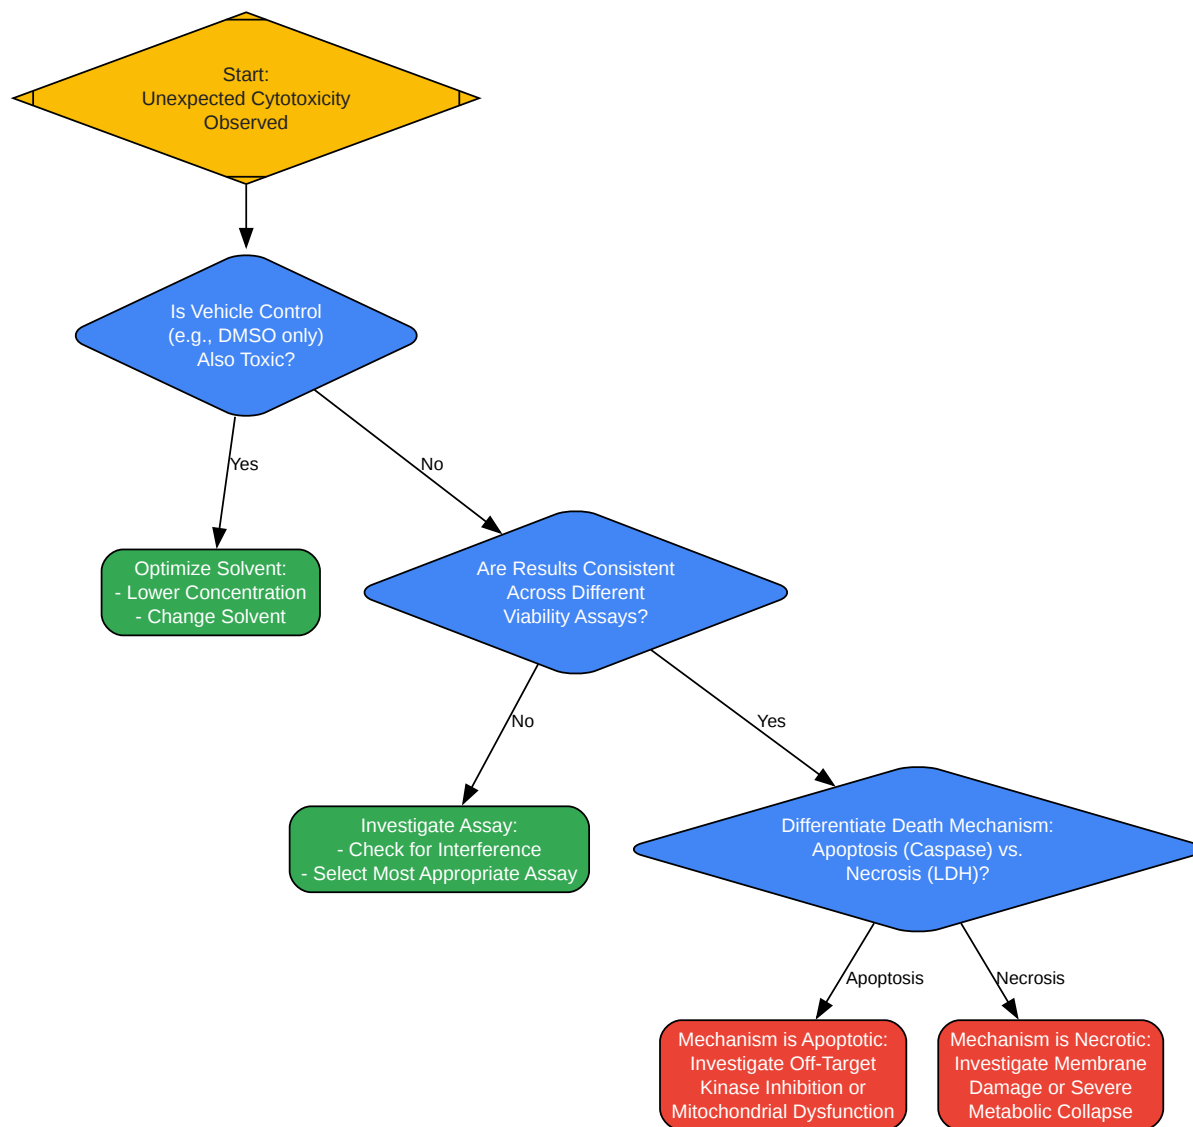 Start:
Unexpected Cytotoxicity
Observed
Is Vehicle Control
(e.g., DMSO only)
Also Toxic?
Yes
No
Optimize Solvent:
- Lower Concentration
- Change Solvent
Are Results Consistent
Across Different
Viability Assays?
No
Yes
Investigate Assay:
- Check for Interference
- Select Most Appropriate Assay
Differentiate Death Mechanism:
Apoptosis (Caspase) vs.
Necrosis (LDH)?
Apoptosis
Necrosis
Mechanism is Apoptotic:
Investigate Off-Target
Kinase Inhibition or
Mitochondrial Dysfunction
Mechanism is Necrotic:
Investigate Membrane
Damage or Severe
Metabolic Collapse